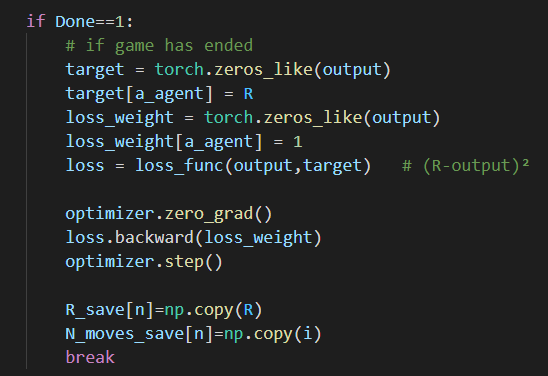 if Done==1:
# if game has ended
target = torch.zeros_like(output)
target[a_agent] = R
loss_weight = torch.zeros_like(output)
loss_weight[a_agent] = 1
loss = loss_func(output,target)   # (R-output)²
optimizer.zero_grad()
loss.backward(loss_weight)
optimizer.step()
R_save[n]=np.copy(R)
N_moves_save[n]=np.copy(i)
break